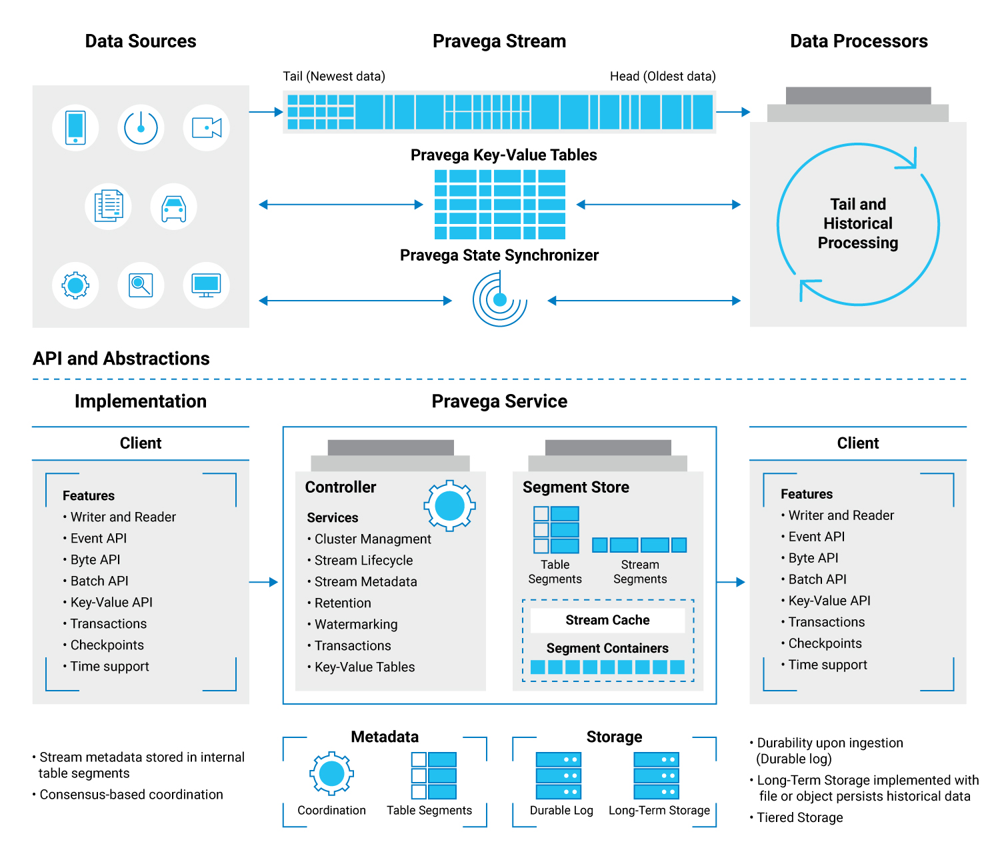 Data Sources
Pravega Stream
Data Processors
Tail (Newest data)
Head (Oldest data)
Pravega Key-Value Tables
Tail and
Historical
Processing
Pravega State Synchronizer
API and Abstractions
Implementation
Pravega Service
Client
Features
• Writer and Reader
• Event API
• Byte API
• Batch API
• Key-Value API
• Transactions
• Checkpoints
• Time support
Controller
Services
• Cluster Managment
• Stream Lifecycle
• Stream Metadata
• Retention
• Watermarking
• Transactions
• Key-Value Tables
Segment Store
Table
Segments
Stream
Segments
Stream Cache
Segment Containers
Client
Features
• Writer and Reader
• Event API
• Byte API
• Batch API
• Key-Value API
• Transactions
• Checkpoints
• Time support
• Stream metadata stored in internal
table segments
• Consensus-based coordination
Metadata
Coordination
Table Segments
Storage
Durable Log
Long-Term Storage
• Durability upon ingestion
(Durable log)
• Long-Term Storage implemented with
file or object persists historical data
• Tiered Storage